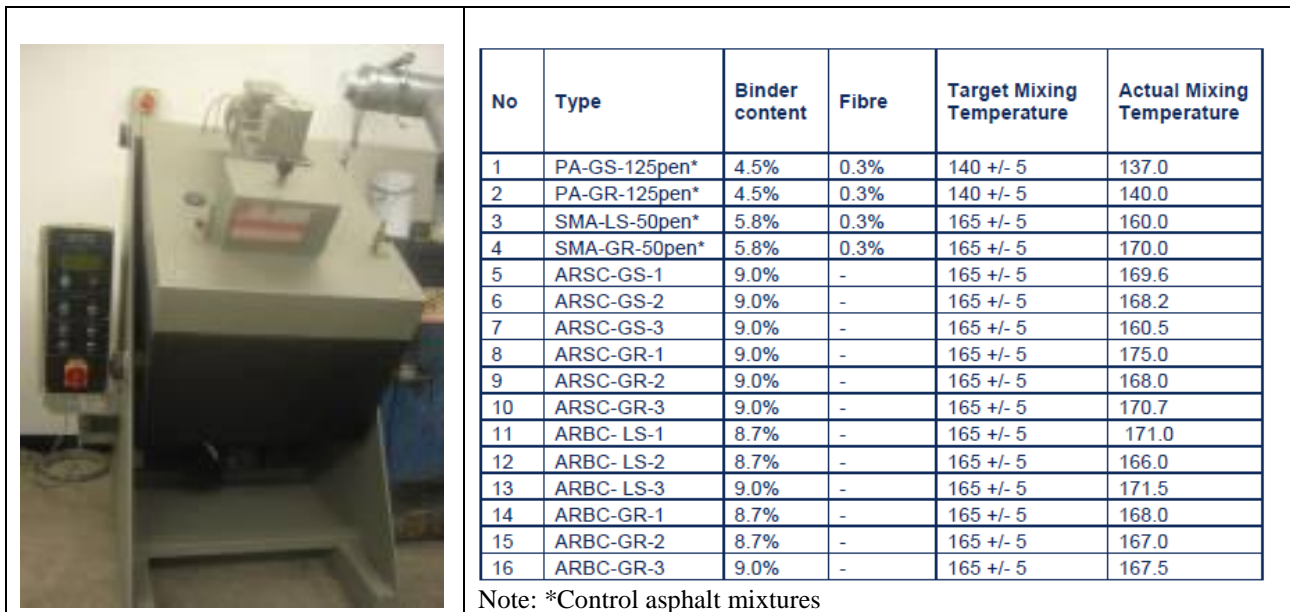 No Type Binder content Fibre Target Mixing Temperature Actual Mixing Temperature
1 PA-GS-125pen* 4.5% 0.3% 140 +/- 5 137.0
2 PA-GR-125pen* 4.5% 0.3% 140 +/- 5 140.0
3 SMA-LS-50pen* 5.8% 0.3% 165 +/- 5 160.0
4 SMA-GR-50pen* 5.8% 0.3% 165 +/- 5 170.0
5 ARSC-GS-1 9.0% - 165 +/- 5 169.6
6 ARSC-GS-2 9.0% - 165 +/- 5 168.2
7 ARSC-GS-3 9.0% - 165 +/- 5 160.5
8 ARSC-GR-1 9.0% - 165 +/- 5 175.0
9 ARSC-GR-2 9.0% - 165 +/- 5 168.0
10 ARSC-GR-3 9.0% - 165 +/- 5 170.7
11 ARBC- LS-1 8.7% - 165 +/- 5 171.0
12 ARBC- LS-2 8.7% - 165 +/- 5 166.0
13 ARBC- LS-3 9.0% - 165 +/- 5 171.5
14 ARBC-GR-1 8.7% - 165 +/- 5 168.0
15 ARBC-GR-2 8.7% - 165 +/- 5 167.0
16 ARBC-GR-3 9.0% - 165 +/- 5 167.5
Note: *Control asphalt mixtures